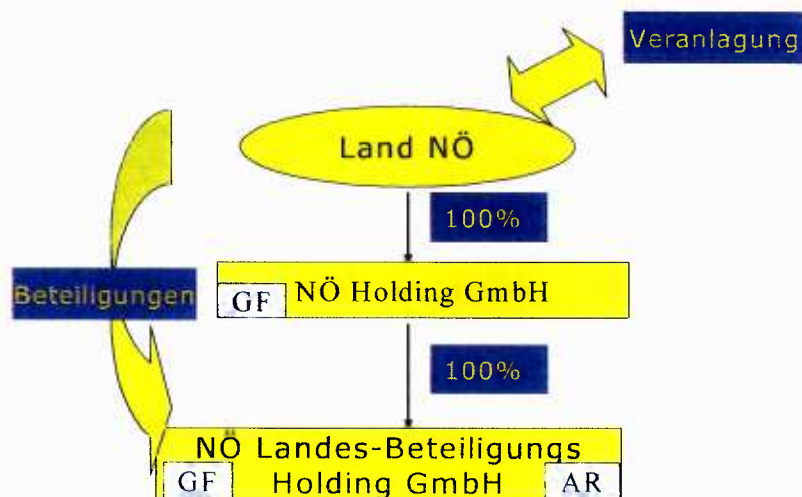 Veranlagung
Land NÖ
100%
Beteiligungen
GF
NÖ Holding GmbH
100%
NÖ Landes-Beteiligungs
Holding GmbH
GF
AR